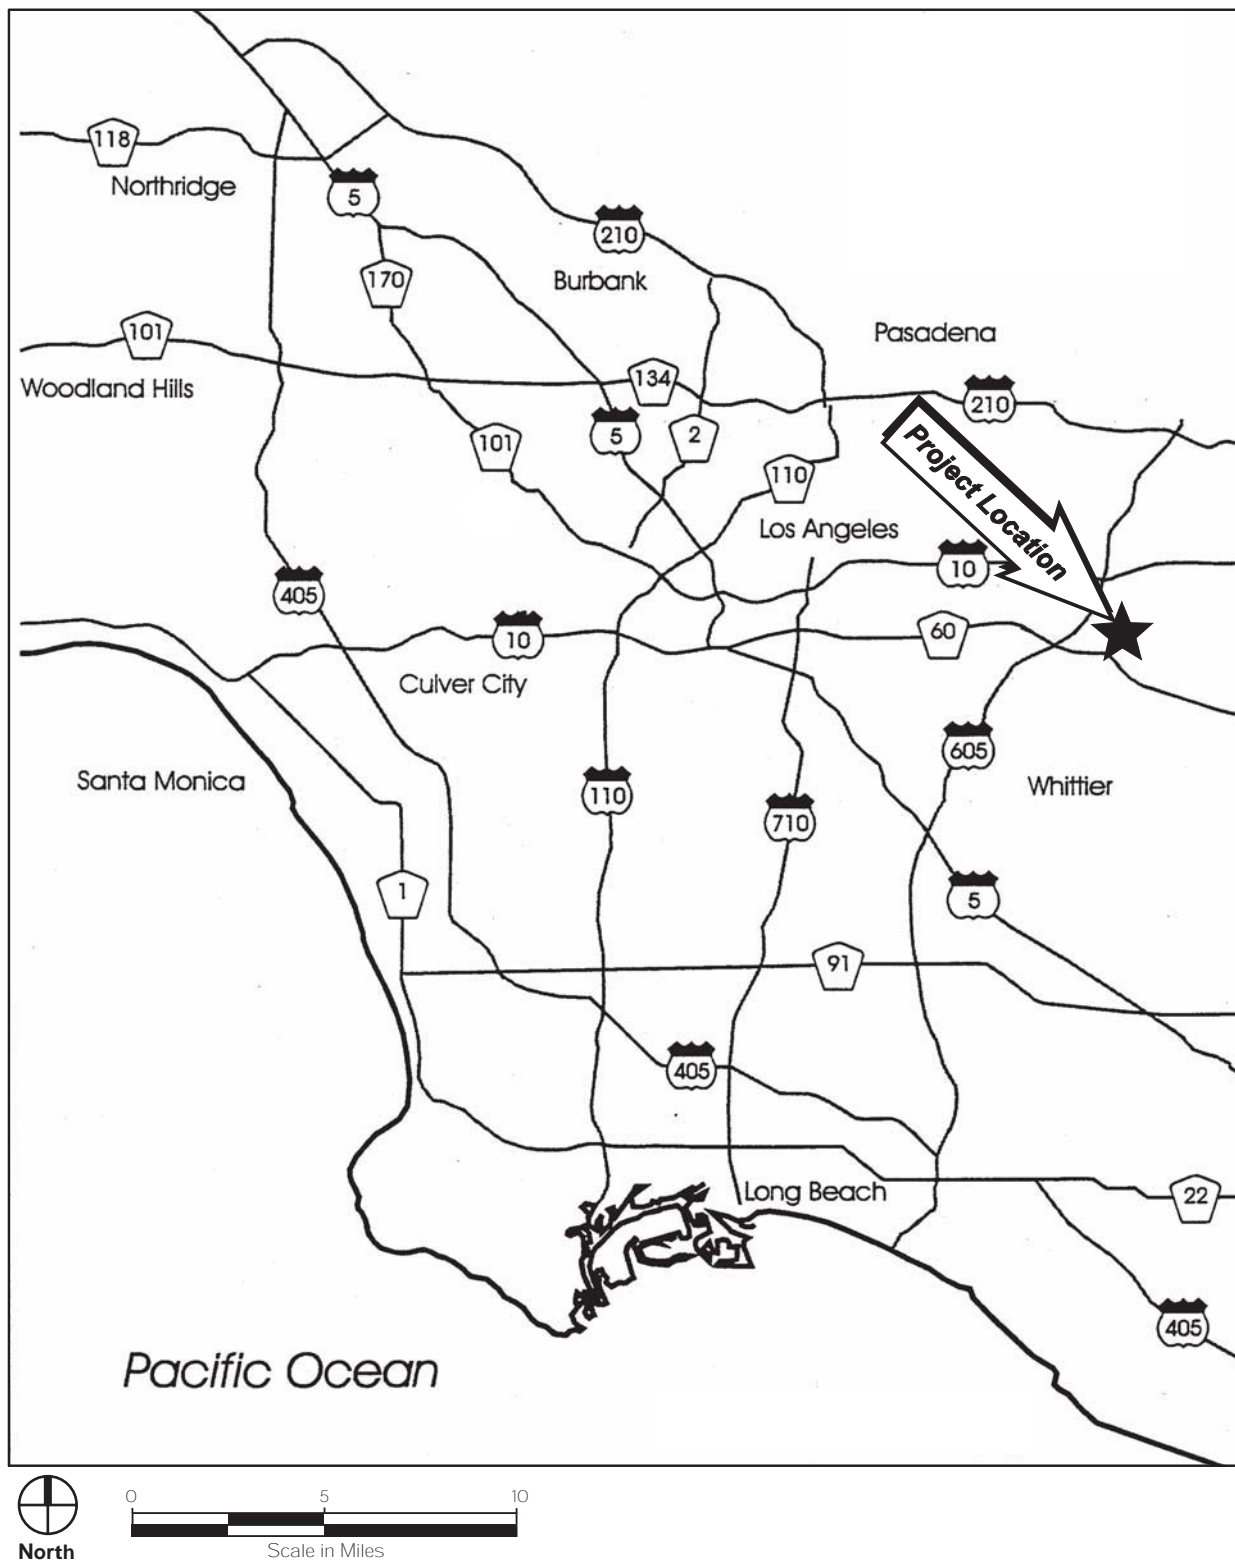 118
Northridge
5
210
170
Burbank
101
Pasadena
Woodland Hills
134
210
101
5
2
110
Project Location
Los Angeles
10
405
10
60
Culver City
605
Santa Monica
110
710
Whittier
1
5
91
405
Long Beach
22
405
Pacific Ocean
0 5 10
North
Scale in Miles